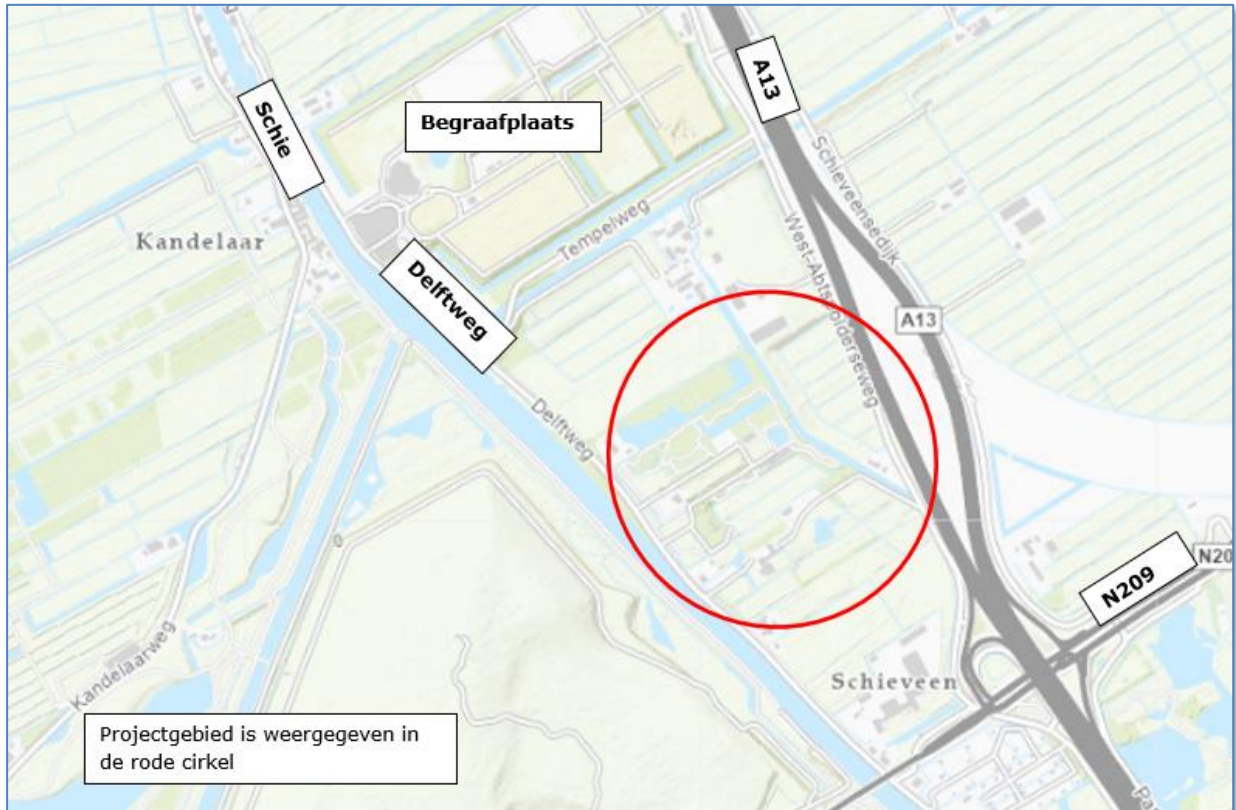 A13
Begraafplaats
Schie
Schieveensedijk
Kandelaar
Tempelweg
West-Abtspolderseweg
Delftweg
A13
Delftweg
N209
N20
Kandelaarweg
Schieveen
Projectgebied is weergegeven in
de rode cirkel
0